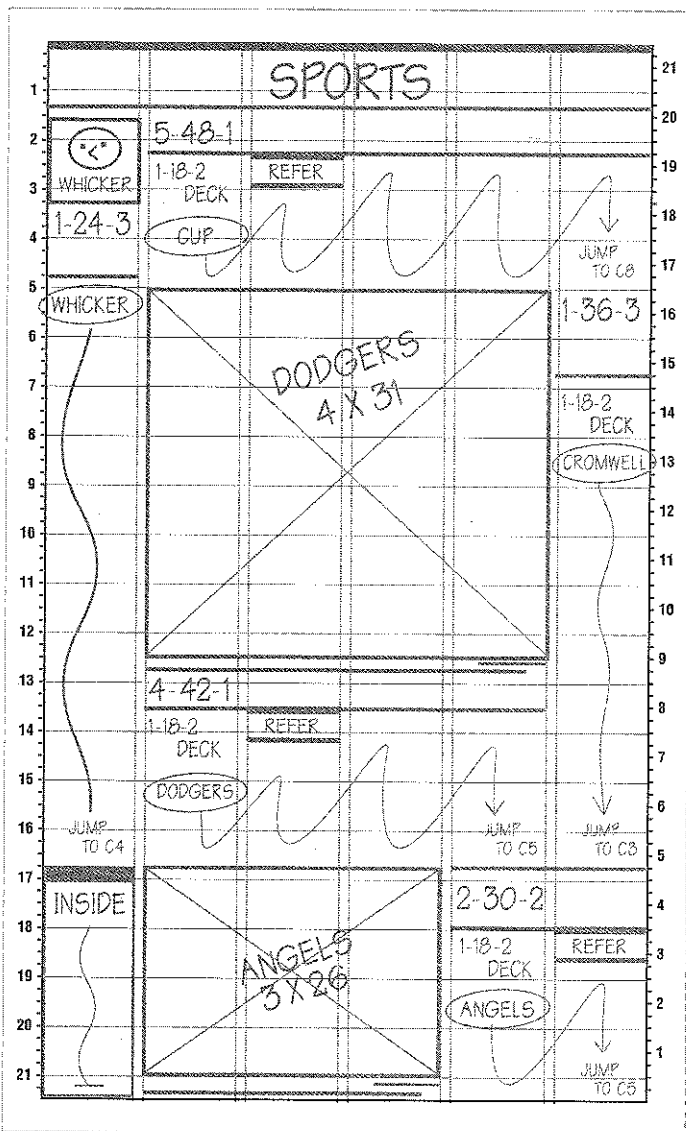 SPORTS
WHICKER
1-24-3
WHICKER
JUMP
TO C4
INSIDE
5-48-1
1-18-2
DECK
REFER
GUP
JUMP
TO C8
DODGERS
4 X 31
1-36-3
1-18-2
DECK
CROMWELL
JUMP
TO C3
4-42-1
1-18-2
DECK
REFER
DODGERS
JUMP
TO C5
ANGELS
3 X 26
2-30-2
1-18-2
DECK
REFER
ANGELS
JUMP
TO C5
1
2
3
4
5
6
7
8
9
10
11
12
13
14
15
16
17
18
19
20
21
21
20
19
18
17
16
15
14
13
12
11
10
9
8
7
6
5
4
3
2
1